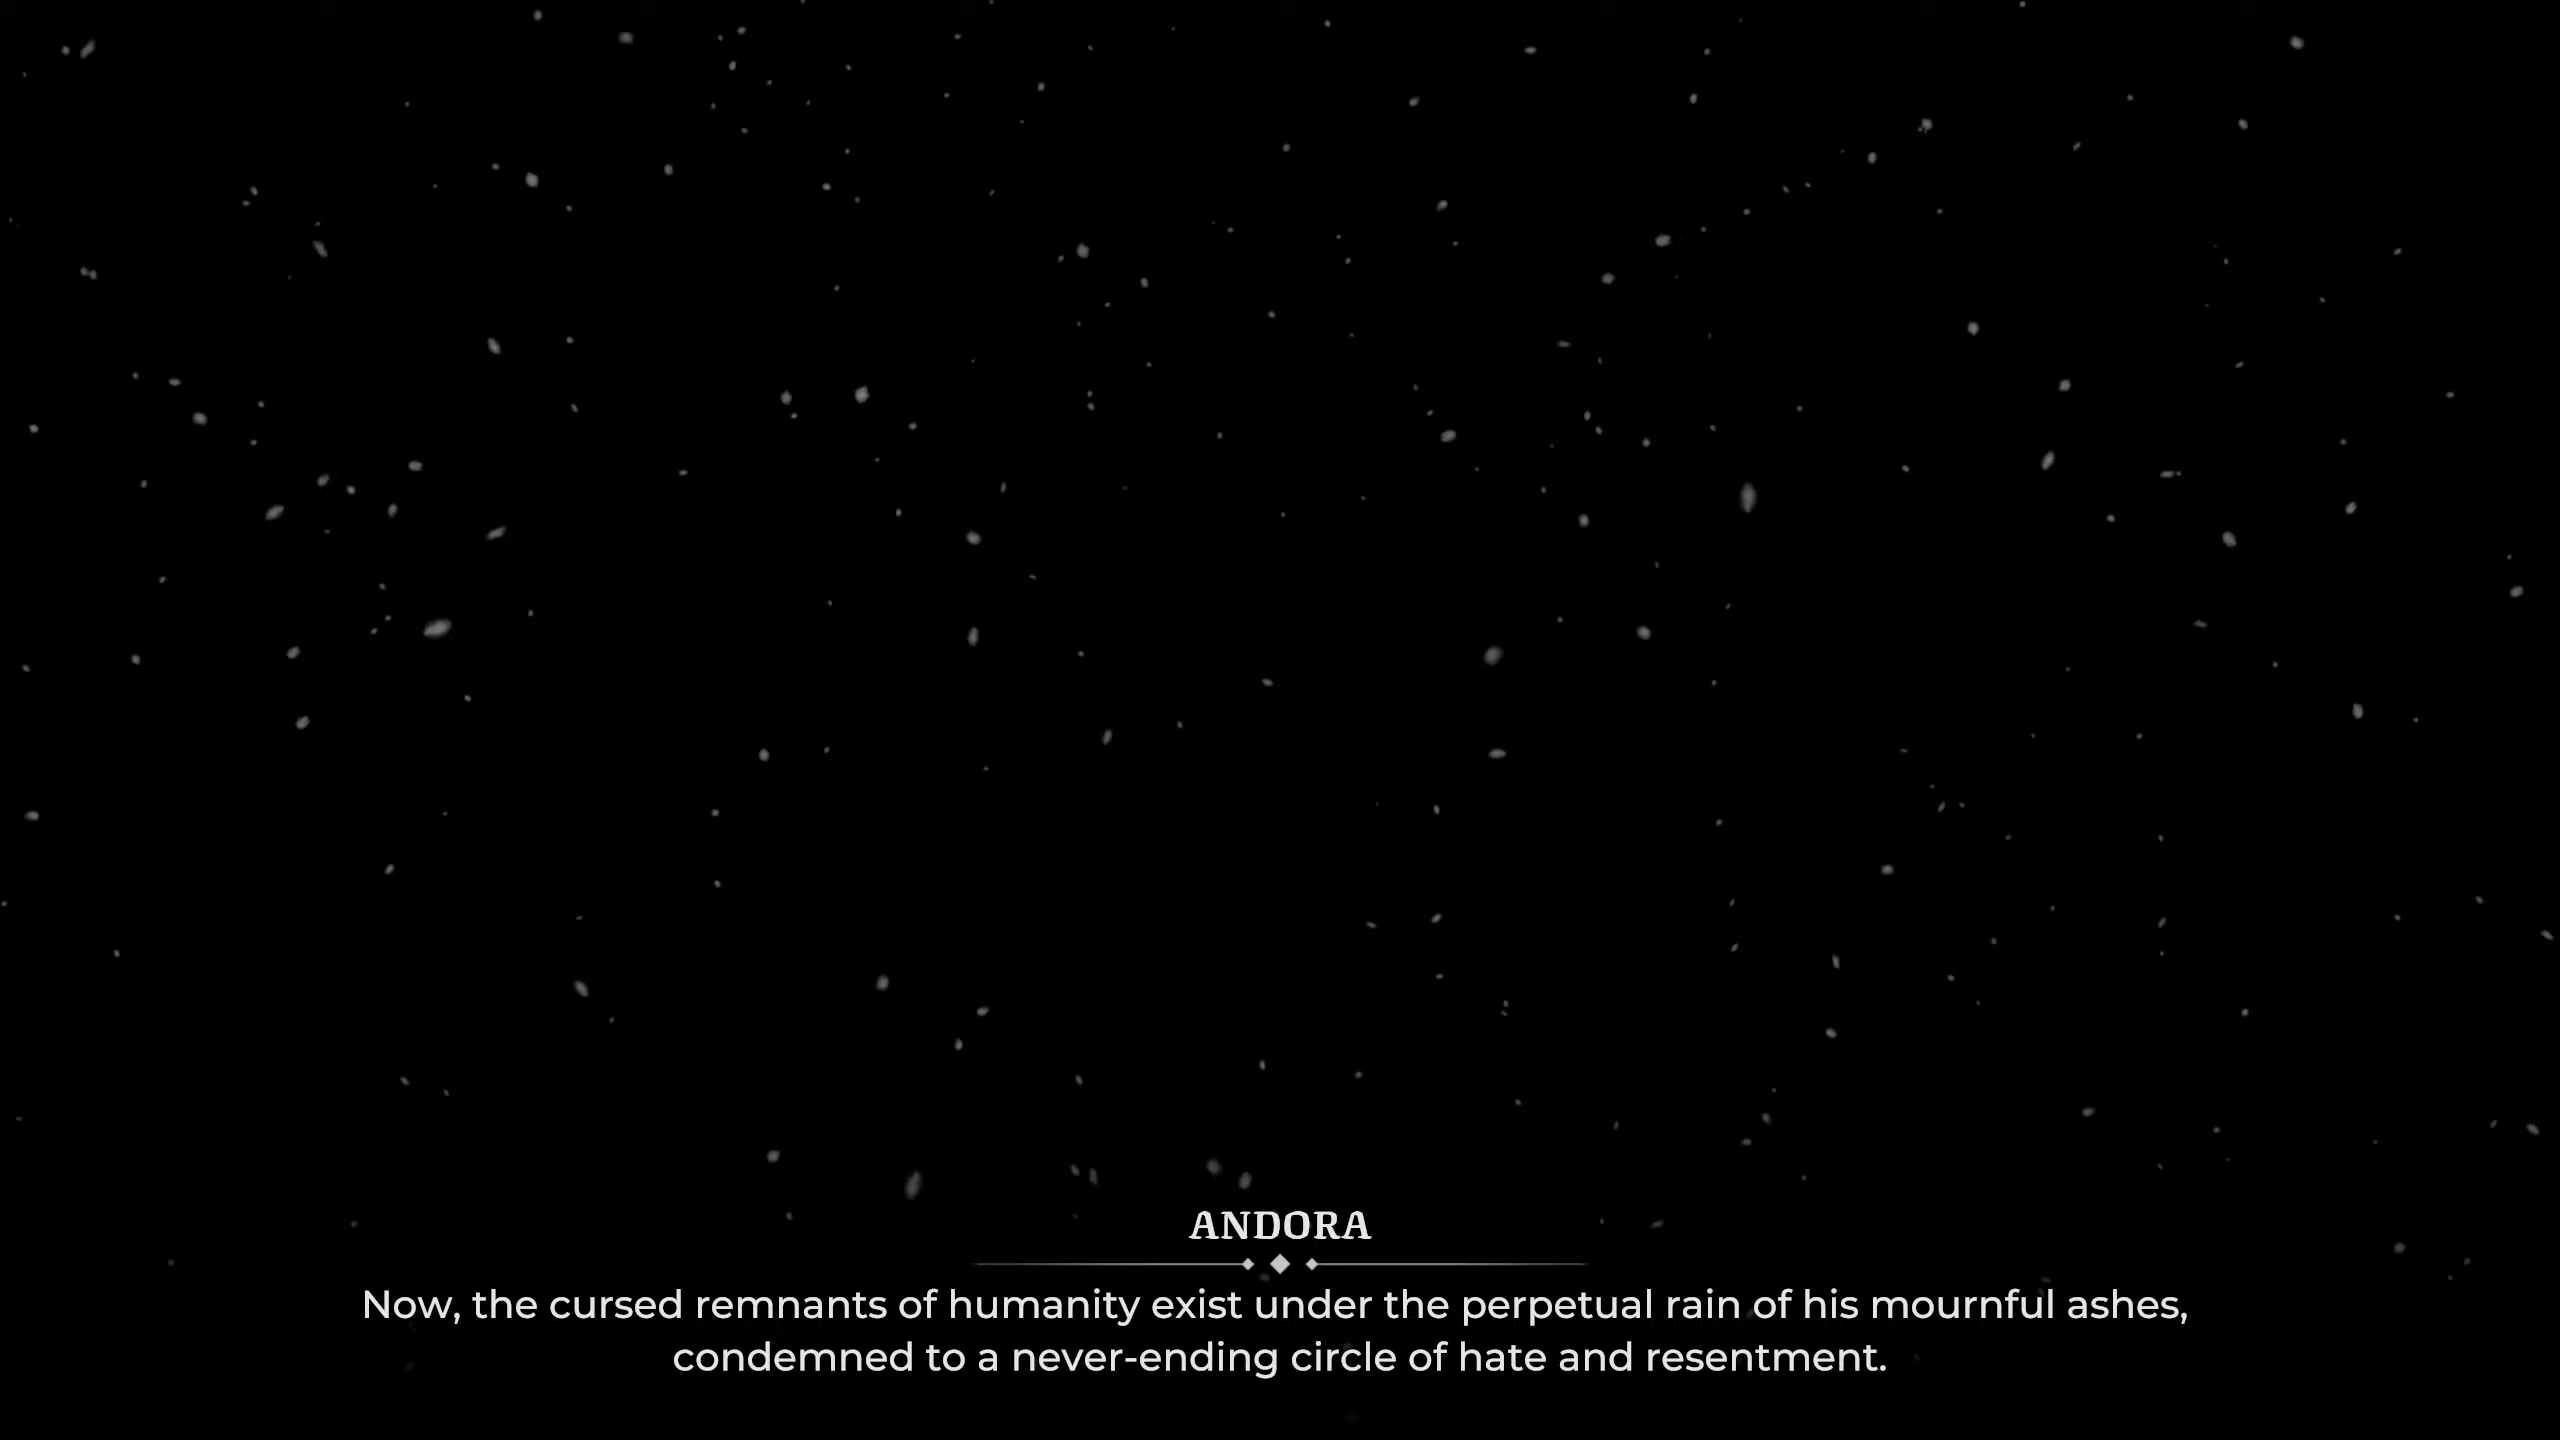 ANDORA
Now, the cursed remnants of humanity exist under the perpetual rain of his mournful ashes,
condemned to a never-ending circle of hate and resentment.